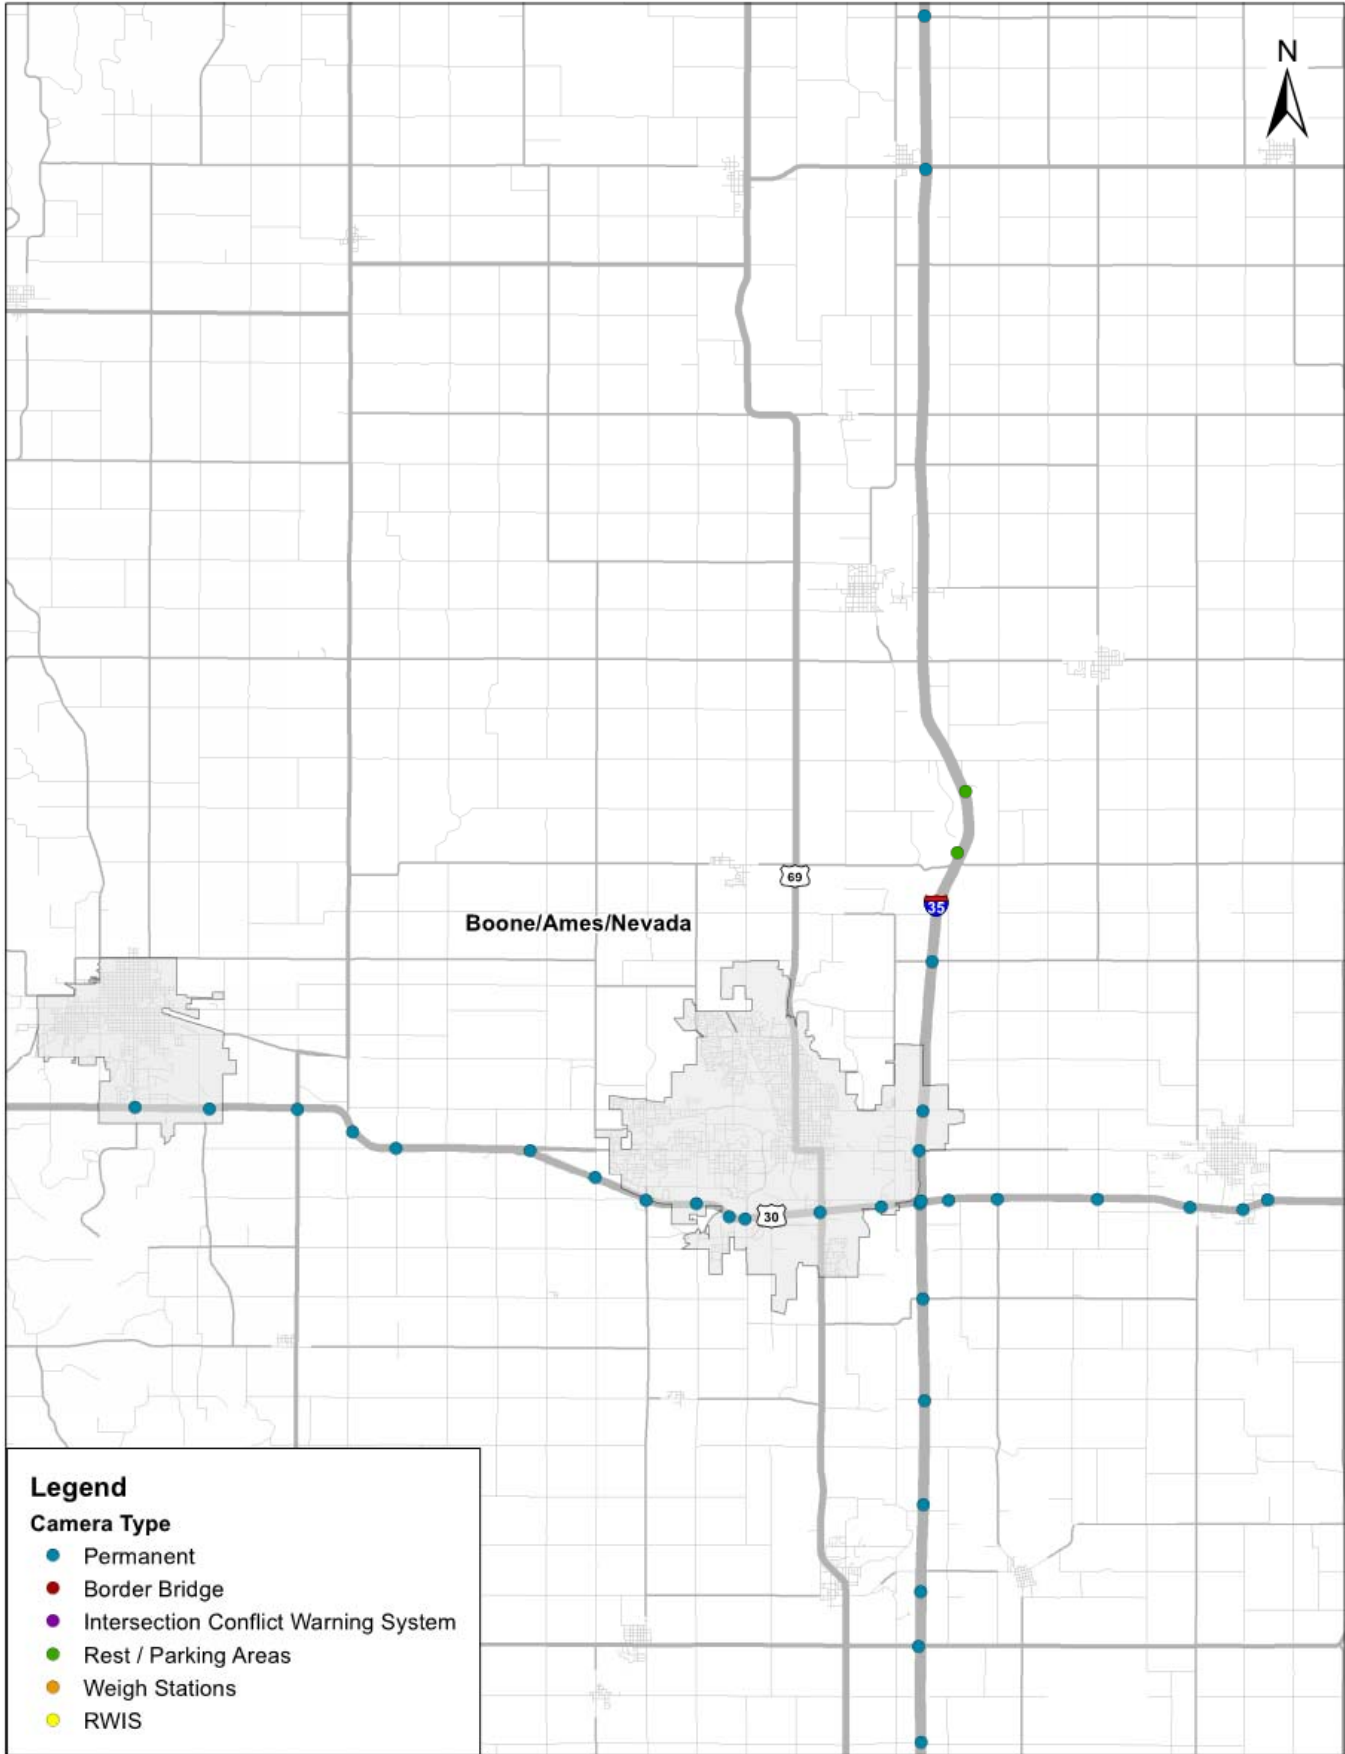 N
69
35
Boone/Ames/Nevada
30
Legend
Camera Type
Permanent
Border Bridge
Intersection Conflict Warning System
Rest / Parking Areas
Weigh Stations
RWIS